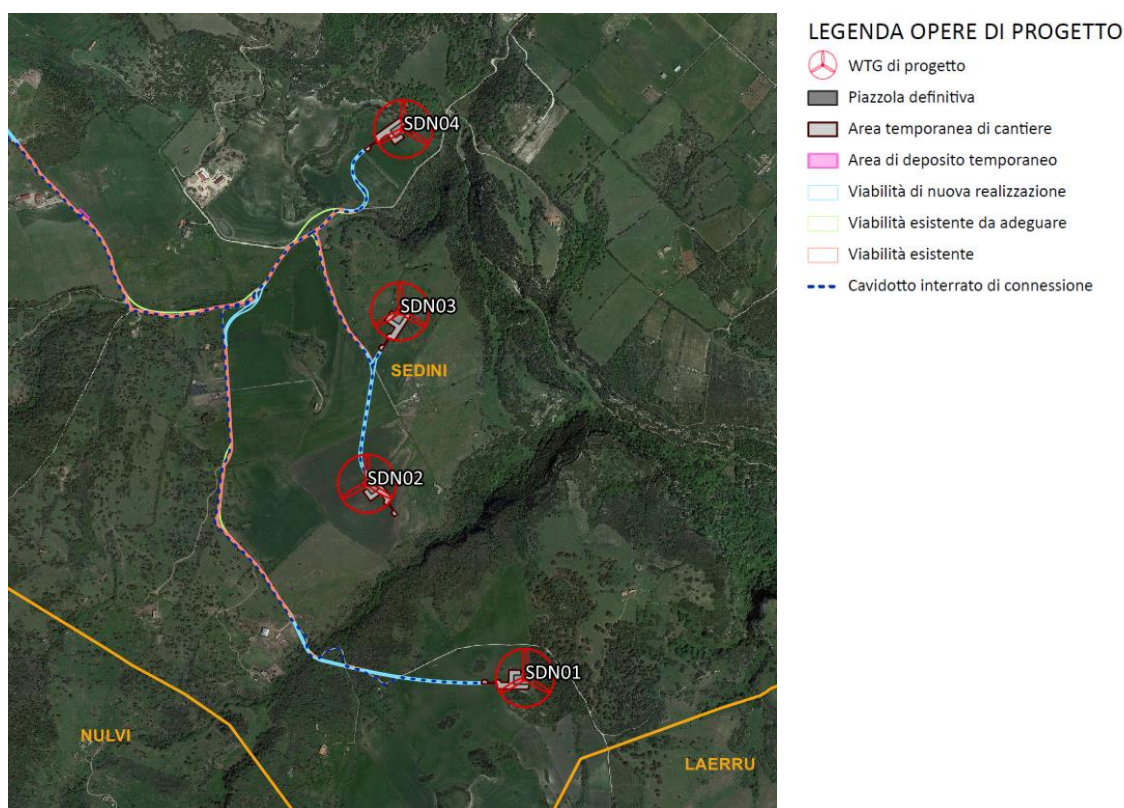 SDN04
SDN03
SEDINI
SDN02
SDN01
NULVI
LAERRU
LEGENDA OPERE DI PROGETTO
WTG di progetto
Piazzola definitiva
Area temporanea di cantiere
Area di deposito temporaneo
Viabilità di nuova realizzazione
Viabilità esistente da adeguare
Viabilità esistente
Cavidotto interrato di connessione